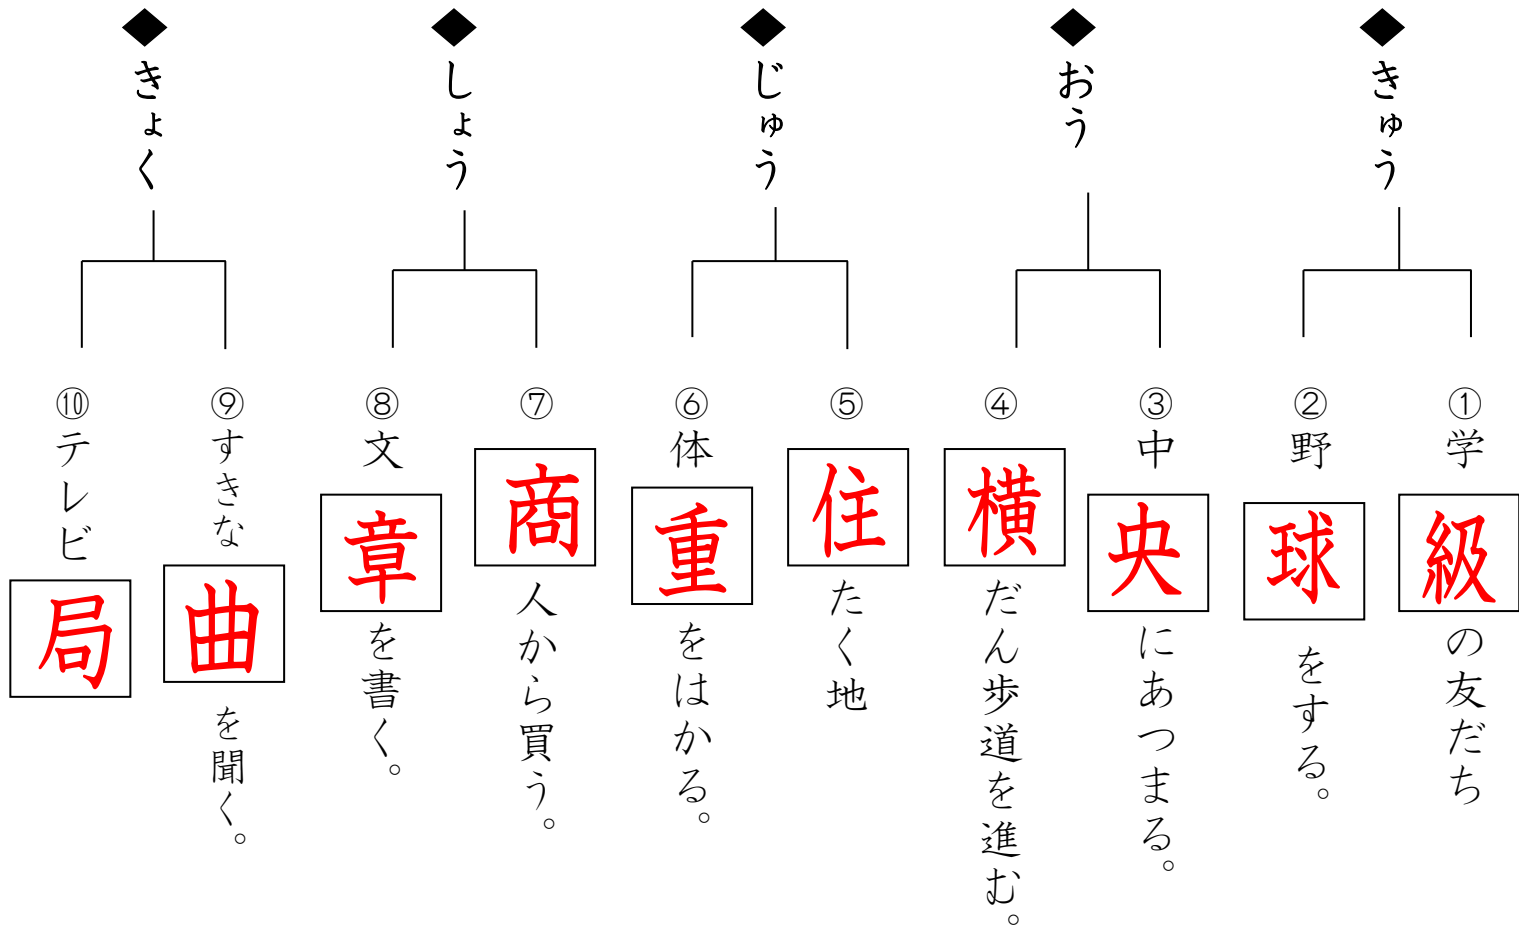 ◆きゅう
①学級の友だち
②野球をする。
◆おう
③中央にあつまる。
④横だん歩道を進む。
◆じゅう
⑤住たく地
⑥体重をはかる。
◆しょう
⑦商人から買う。
⑧文章を書く。
◆きょく
⑨すきな曲を聞く。
⑩テレビ局